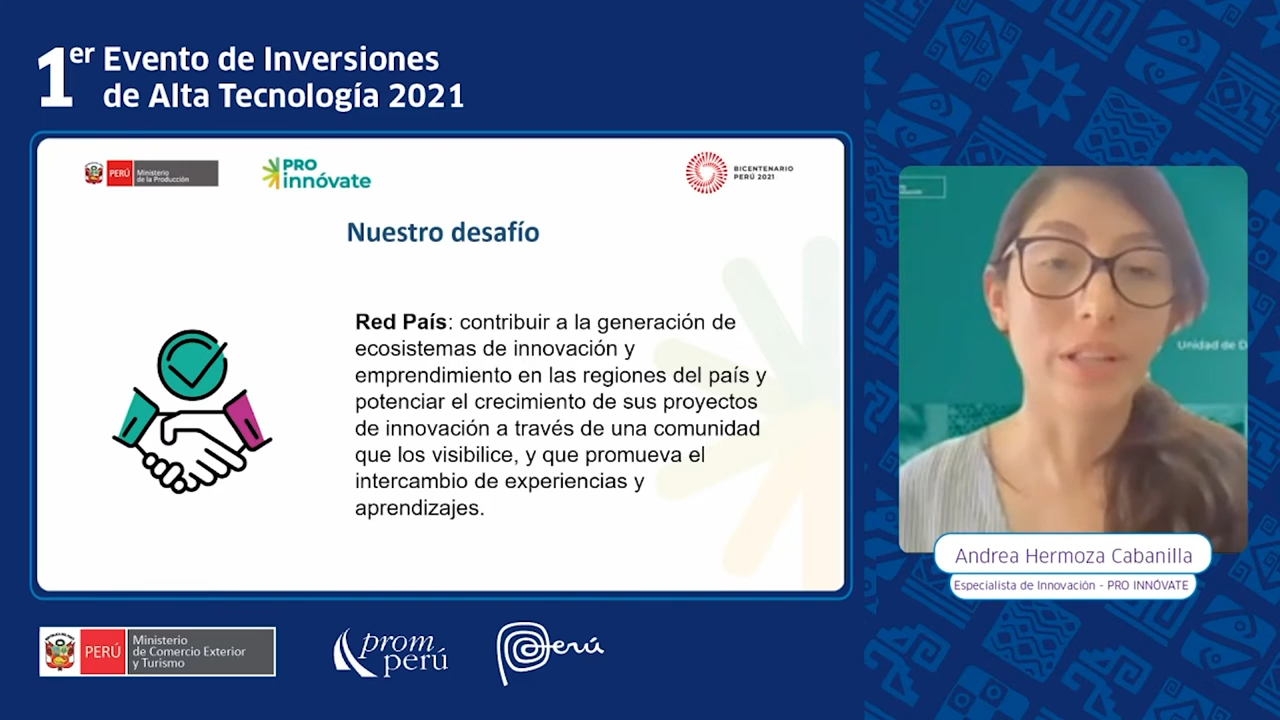 1er Evento de Inversiones
de Alta Tecnología 2021
PERÚ Ministerio
de la Producción
PRO
innóvate
BICENTENARIO
PERÚ 2021
Nuestro desafío
Red País: contribuir a la generación de
ecosistemas de innovación y
emprendimiento en las regiones del país y
potenciar el crecimiento de sus proyectos
de innovación a través de una comunidad
que los visibilice, y que promueva el
intercambio de experiencias y
aprendizajes.
Unidad de D
Andrea Hermoza Cabanilla
Especialista de Innovación - PRO INNÓVATE
PERÚ Ministerio
de Comercio Exterior
y Turismo
prom
perú
Perú